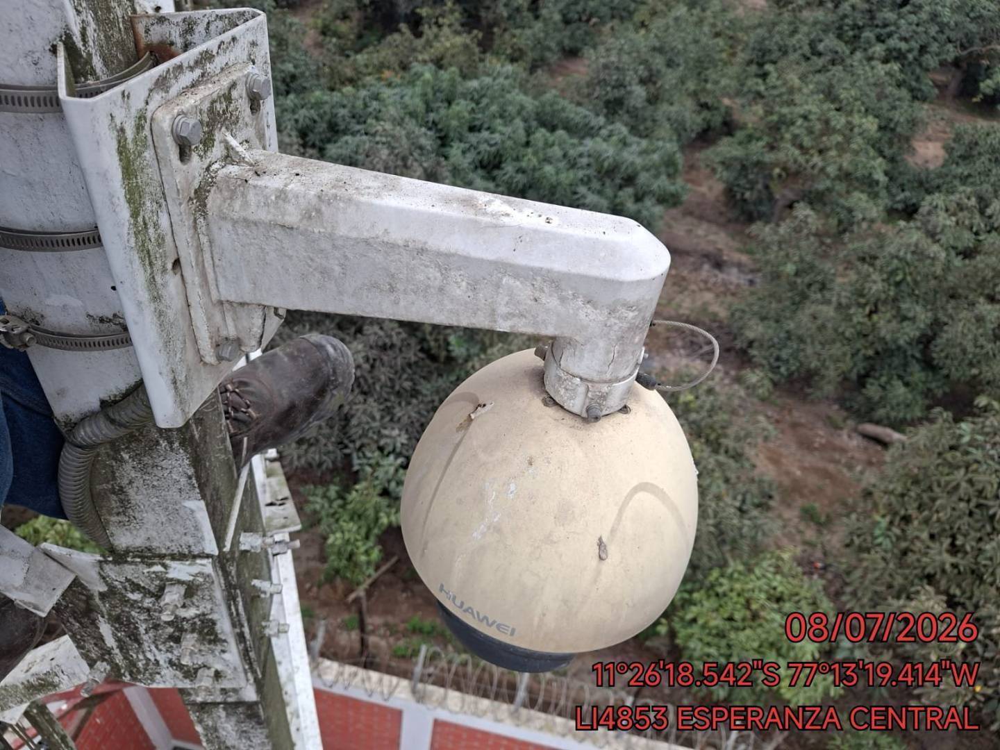 HUAWEI
08/07/2026
11°26'18.542"S 77°13'19.414"W
LI4853 ESPERANZA CENTRAL